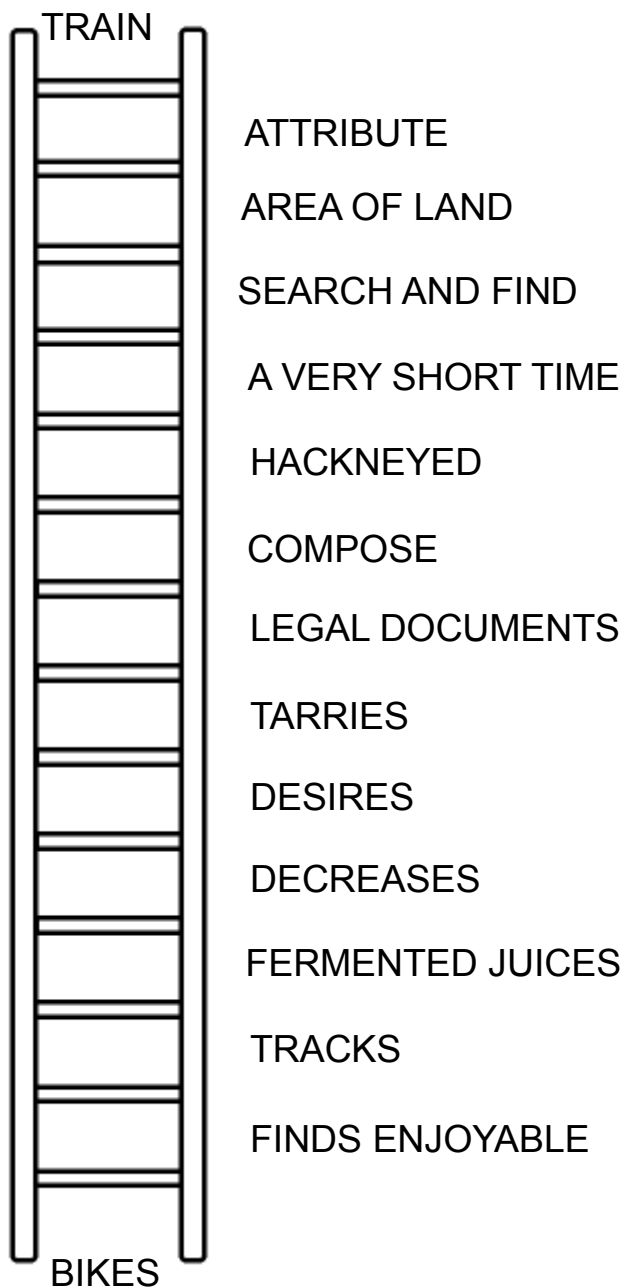 TRAIN
ATTRIBUTE
AREA OF LAND
SEARCH AND FIND
A VERY SHORT TIME
HACKNEYED
COMPOSE
LEGAL DOCUMENTS
TARRIES
DESIRES
DECREASES
FERMENTED JUICES
TRACKS
FINDS ENJOYABLE
BIKES